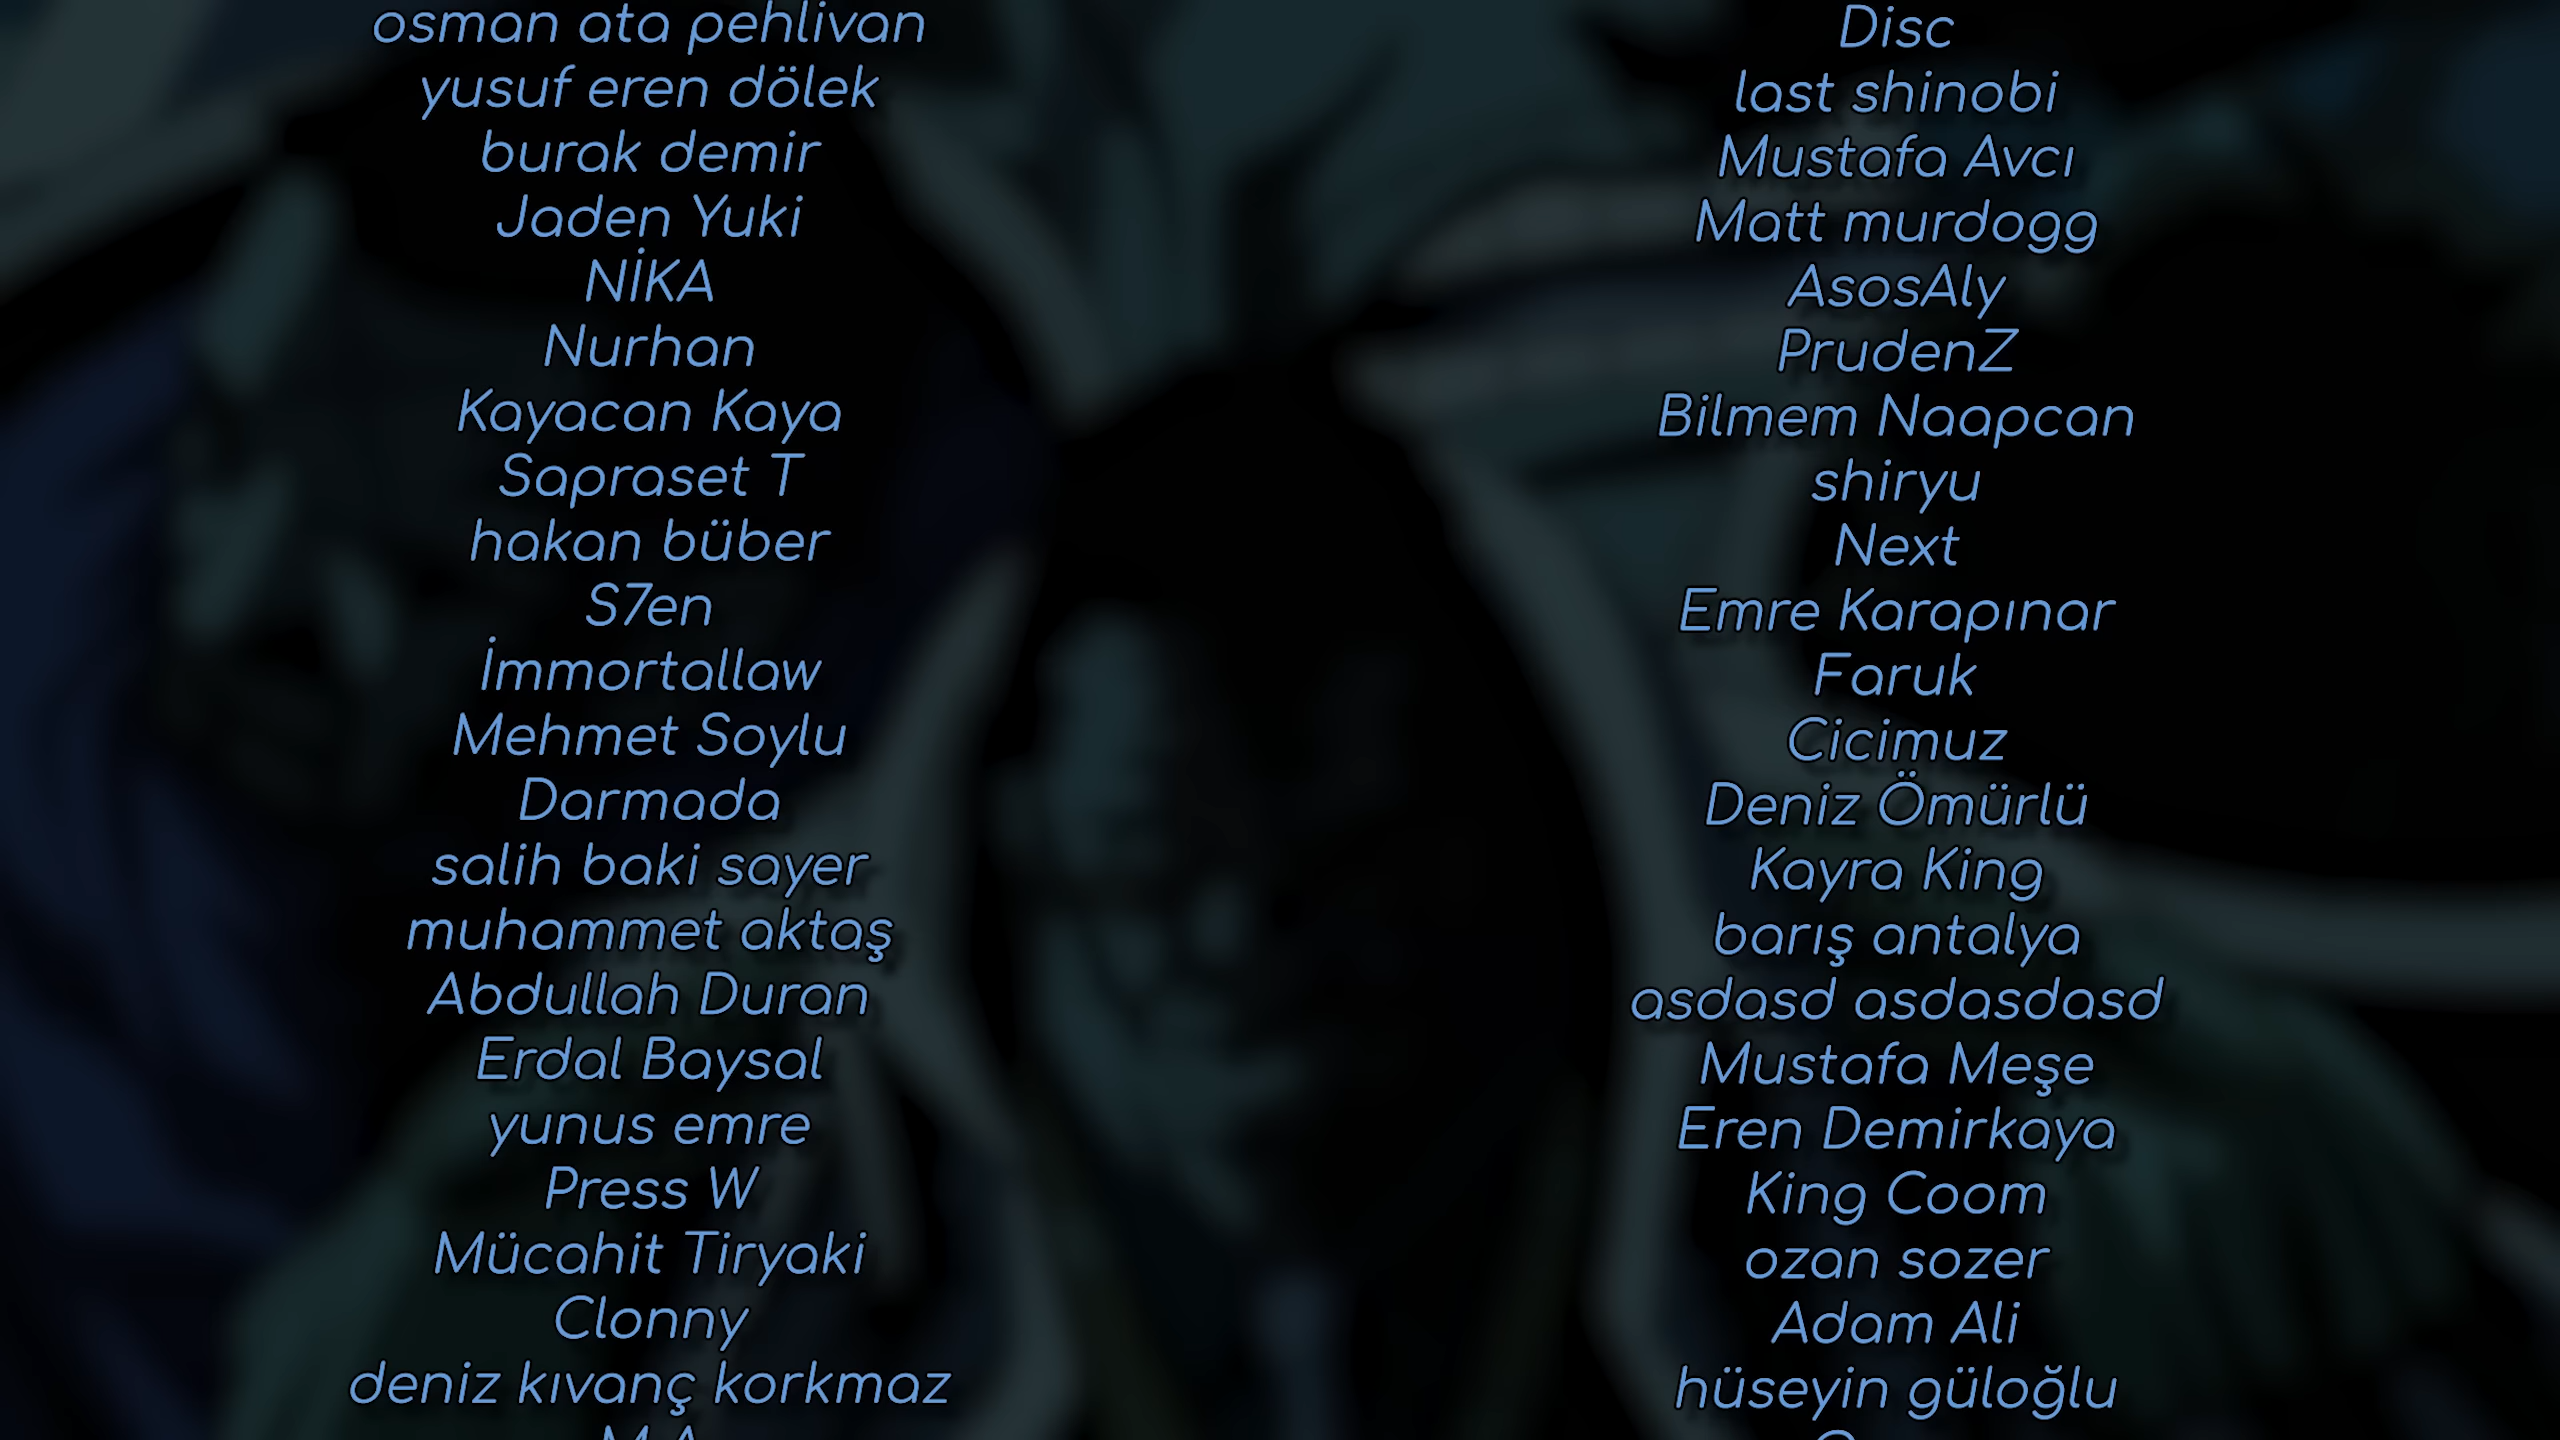 osman ata pehlivan
yusuf eren dölek
burak demir
Jaden Yuki
NİKA
Nurhan
Kayacan Kaya
Sapraset T
hakan büber
S7en
İmmortallaw
Mehmet Soylu
Darmada
salih baki sayer
muhammet aktaş
Abdullah Duran
Erdal Baysal
yunus emre
Press W
Mücahit Tiryaki
Clonny
deniz kıvanç korkmaz
Disc
last shinobi
Mustafa Avcı
Matt murdogg
AsosAly
PrudenZ
Bilmem Naapcan
shiryu
Next
Emre Karapınar
Faruk
Cicimuz
Deniz Ömürlü
Kayra King
barış antalya
asdasd asdasdasd
Mustafa Meşe
Eren Demirkaya
King Coom
ozan sozer
Adam Ali
hüseyin güloğlu